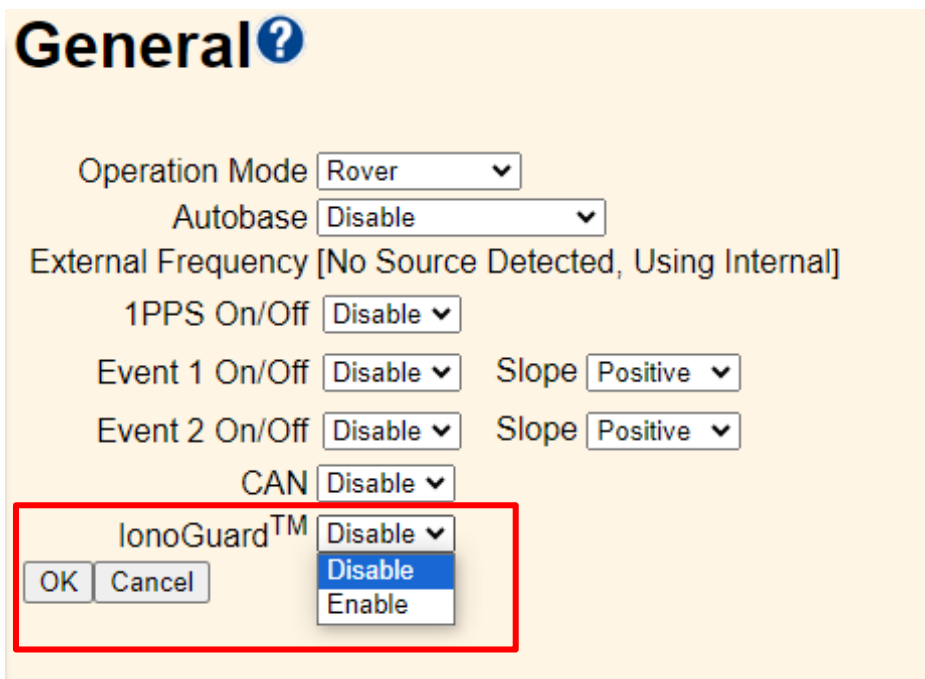 General?
Operation Mode Rover
Autobase Disable
External Frequency [No Source Detected, Using Internal]
1PPS On/Off Disable
Event 1 On/Off Disable Slope Positive
Event 2 On/Off Disable Slope Positive
CAN Disable
IonoGuard™ Disable
Disable
OK Cancel
Enable